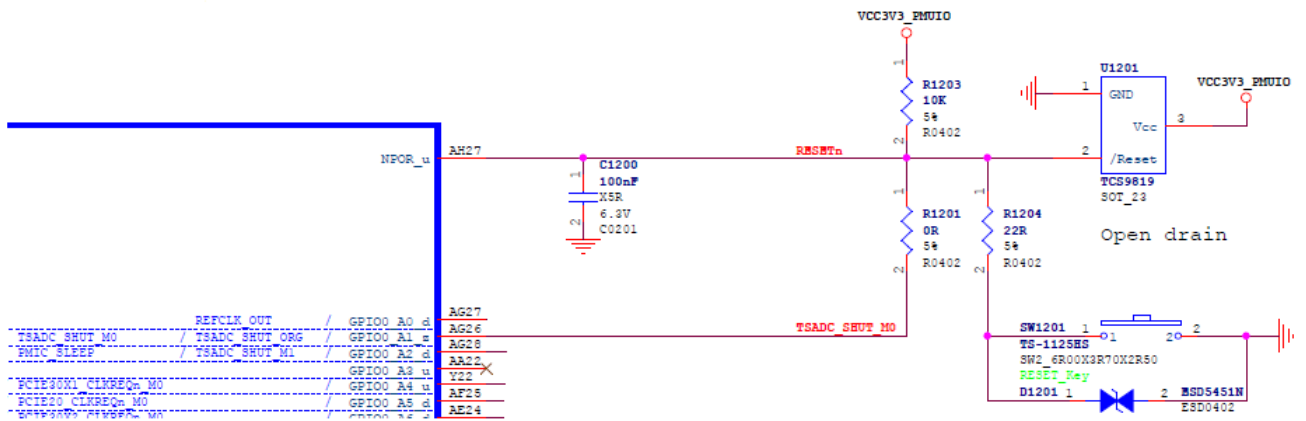 VCC3V3_PMUIO
U1201
R1203
10K
5%
R0402
1
2
1
GND
VCC3V3_PMUIO
Vcc
3
NPOR_u
AH27
RESETn
2
/Reset
TCS9819
SOT_23
C1200
100nF
X5R
6.3V
C0201
1
2
R1201
0R
5%
R0402
1
2
R1204
22R
5%
R0402
1
2
Open drain
REFCLK_OUT / GPIO0_A0_d
AG27
TSADC_SHUT_M0 / TSADC_SHUT_ORG / GPIO0_A1_z
AG26
TSADC_SHUT_M0
PMIC_SLEEP / TSADC_SHUT_M1 / GPIO0_A2_d
AG28
GPIO0_A3_u
AA22
PCIE30X1_CLKREQn_M0 / GPIO0_A4_u
Y22
PCIE20_CLKREQn_M0 / GPIO0_A5_d
AF25
PCIE30X2_CLKREQn_M0 / GPIO0_A6_d
AE24
SW1201
1
1
2
2
TS-1125HS
SW2_6R00X3R70X2R50
RESET_Key
D1201
1
2
ESD5451N
ESD0402